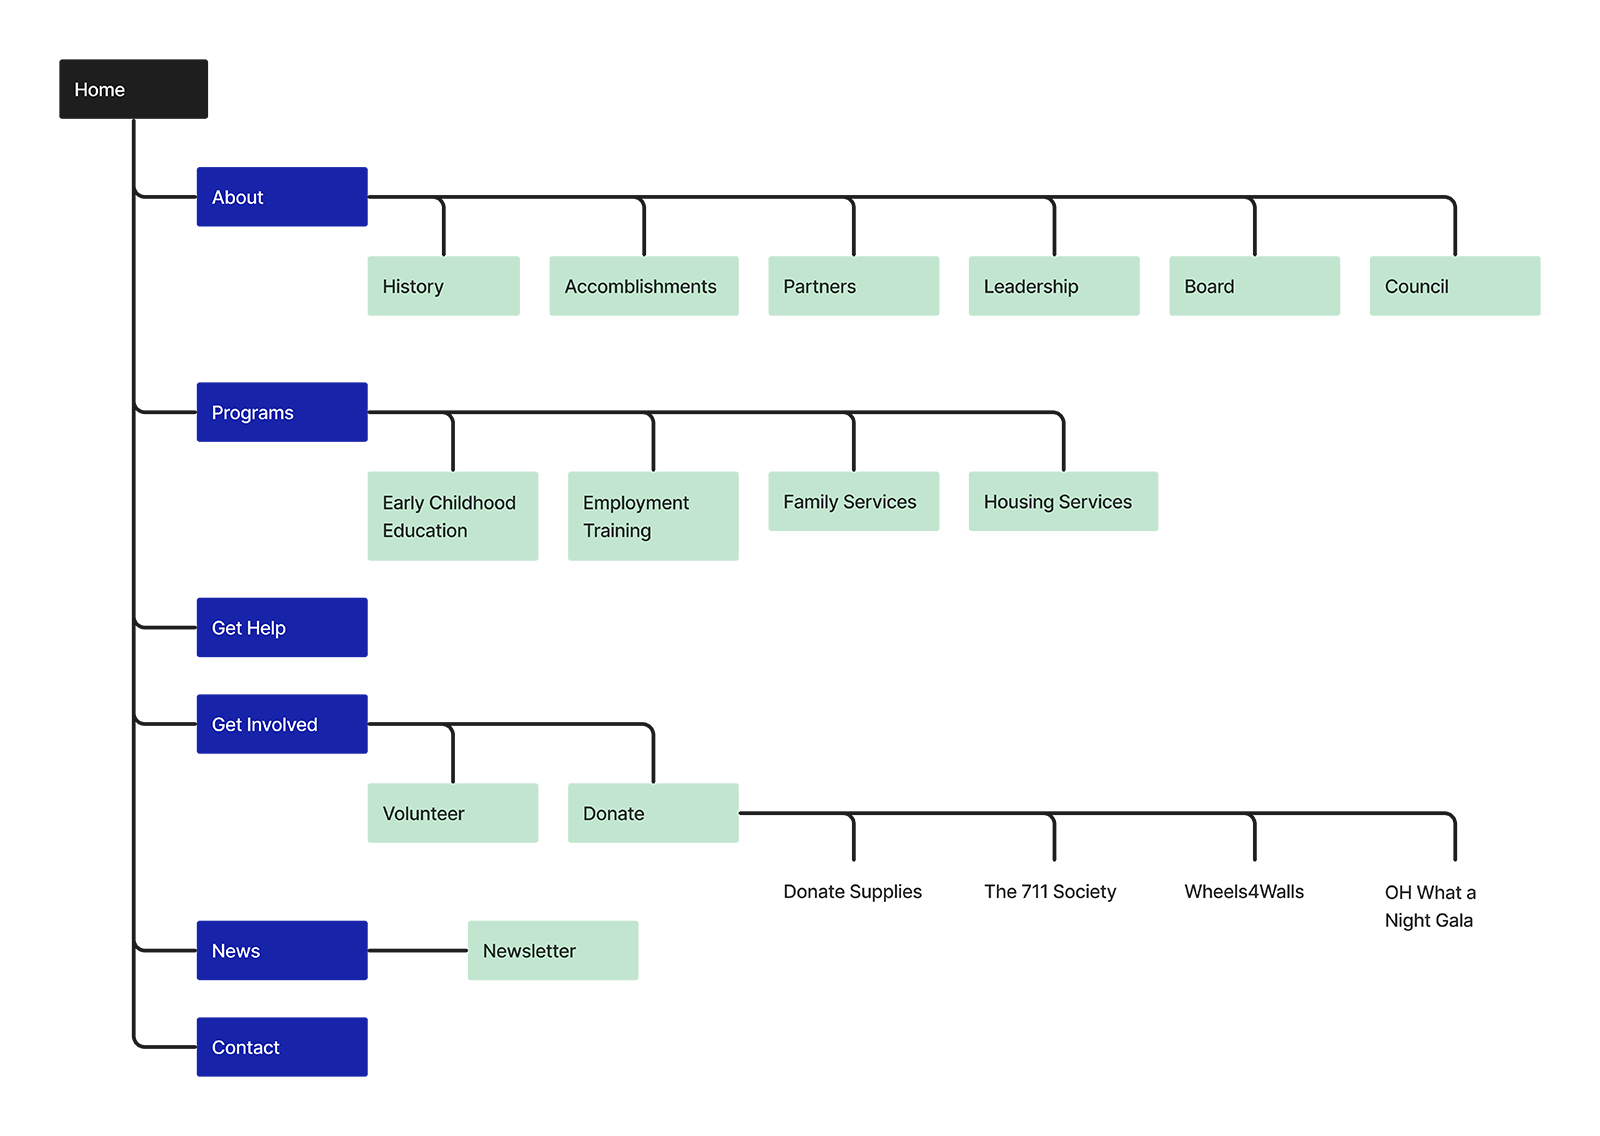 Home
About
History
Accomblishments
Partners
Leadership
Board
Council
Programs
Early Childhood
Education
Employment
Training
Family Services
Housing Services
Get Help
Get Involved
Volunteer
Donate
Donate Supplies
The 711 Society
Wheels4Walls
OH What a
Night Gala
News
Newsletter
Contact